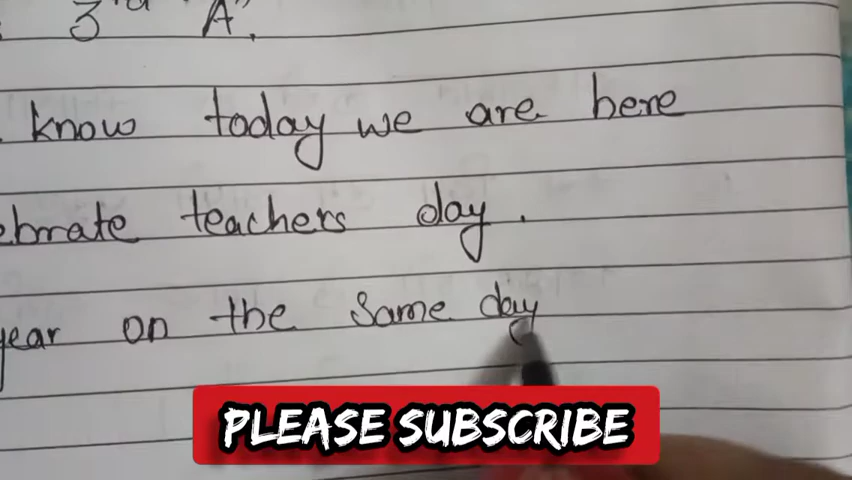 3rd "A".
know today we are here
ebrate teachers day.
year on the same day
PLEASE SUBSCRIBE